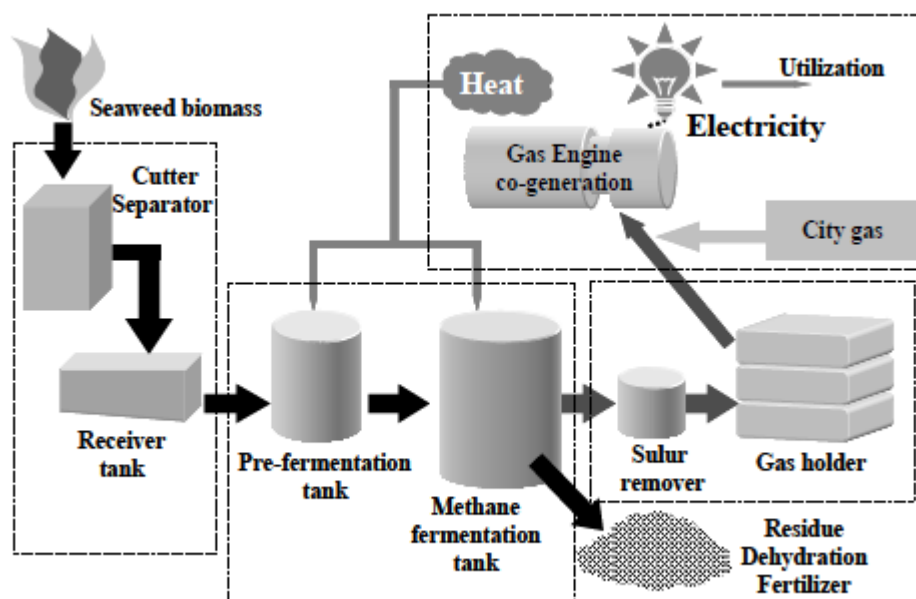 Seaweed biomass
Cutter
Separator
Receiver
tank
Pre-fermentation
tank
Methane
fermentation
tank
Sulur
remover
Gas holder
Residue
Dehydration
Fertilizer
City gas
Gas Engine
co-generation
Heat
Electricity
Utilization